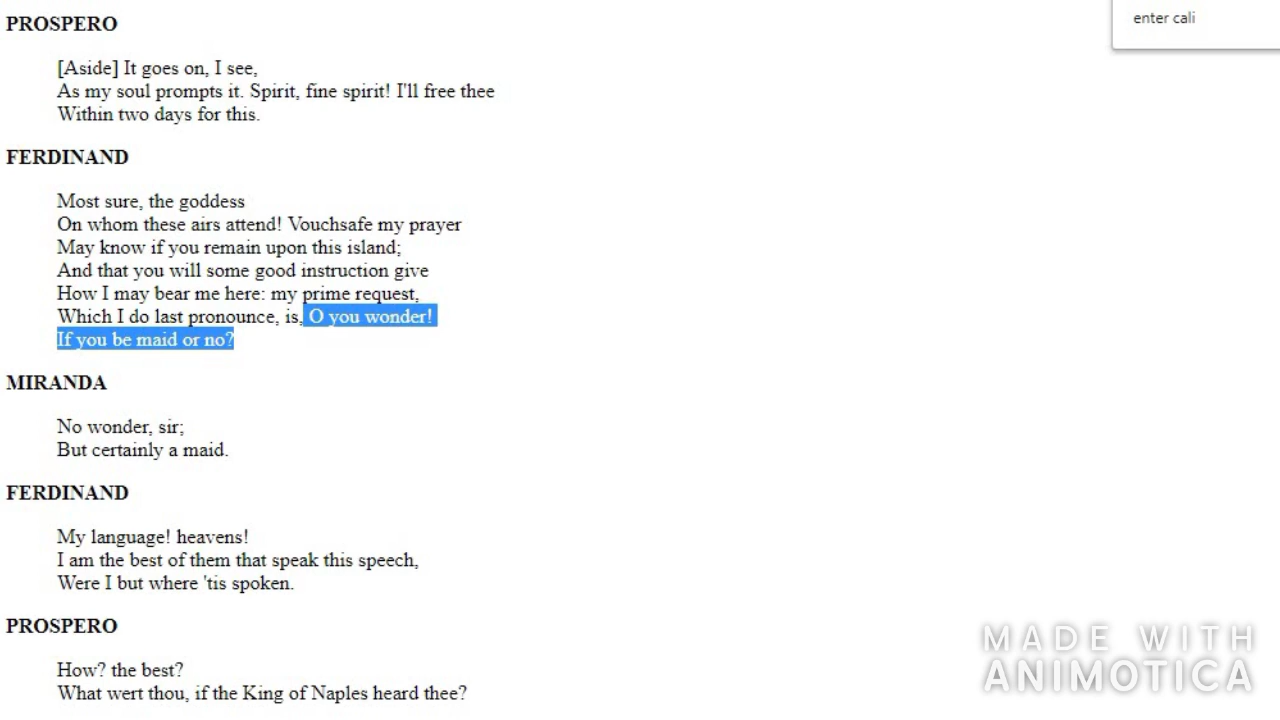 enter cali
PROSPERO
[Aside] It goes on, I see,
As my soul prompts it. Spirit, fine spirit! I'll free thee
Within two days for this.
FERDINAND
Most sure, the goddess
On whom these airs attend! Vouchsafe my prayer
May know if you remain upon this island;
And that you will some good instruction give
How I may bear me here: my prime request,
Which I do last pronounce, is, O you wonder!
If you be maid or no?
MIRANDA
No wonder, sir;
But certainly a maid.
FERDINAND
My language! heavens!
I am the best of them that speak this speech,
Were I but where 'tis spoken.
PROSPERO
How? the best?
What wert thou, if the King of Naples heard thee?
MADE WITH
ANIMOTICA